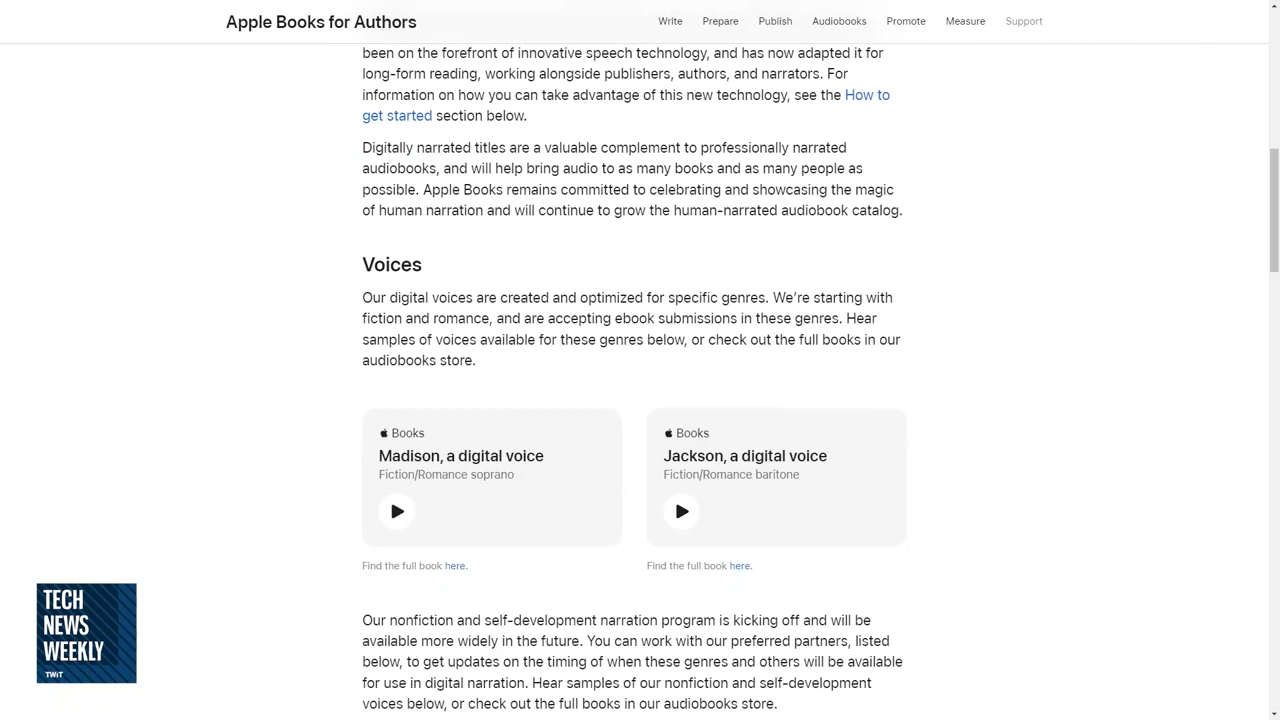 Apple Books for Authors
Write Prepare Publish Audiobooks Promote Measure Support
been on the forefront of innovative speech technology, and has now adapted it for
long-form reading, working alongside publishers, authors, and narrators. For
information on how you can take advantage of this new technology, see the How to
get started section below.
Digitally narrated titles are a valuable complement to professionally narrated
audiobooks, and will help bring audio to as many books and as many people as
possible. Apple Books remains committed to celebrating and showcasing the magic
of human narration and will continue to grow the human-narrated audiobook catalog.
Voices
Our digital voices are created and optimized for specific genres. We’re starting with
fiction and romance, and are accepting ebook submissions in these genres. Hear
samples of voices available for these genres below, or check out the full books in our
audiobooks store.
Books
Madison, a digital voice
Fiction/Romance soprano
Find the full book here.
Books
Jackson, a digital voice
Fiction/Romance baritone
Find the full book here.
Our nonfiction and self-development narration program is kicking off and will be
available more widely in the future. You can work with our preferred partners, listed
below, to get updates on the timing of when these genres and others will be available
for use in digital narration. Hear samples of our nonfiction and self-development
voices below, or check out the full books in our audiobooks store.
TECH
NEWS
WEEKLY
TWiT